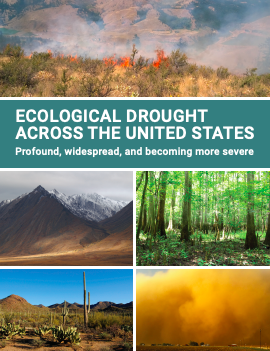 ECOLOGICAL DROUGHT
ACROSS THE UNITED STATES
Profound, widespread, and becoming more severe